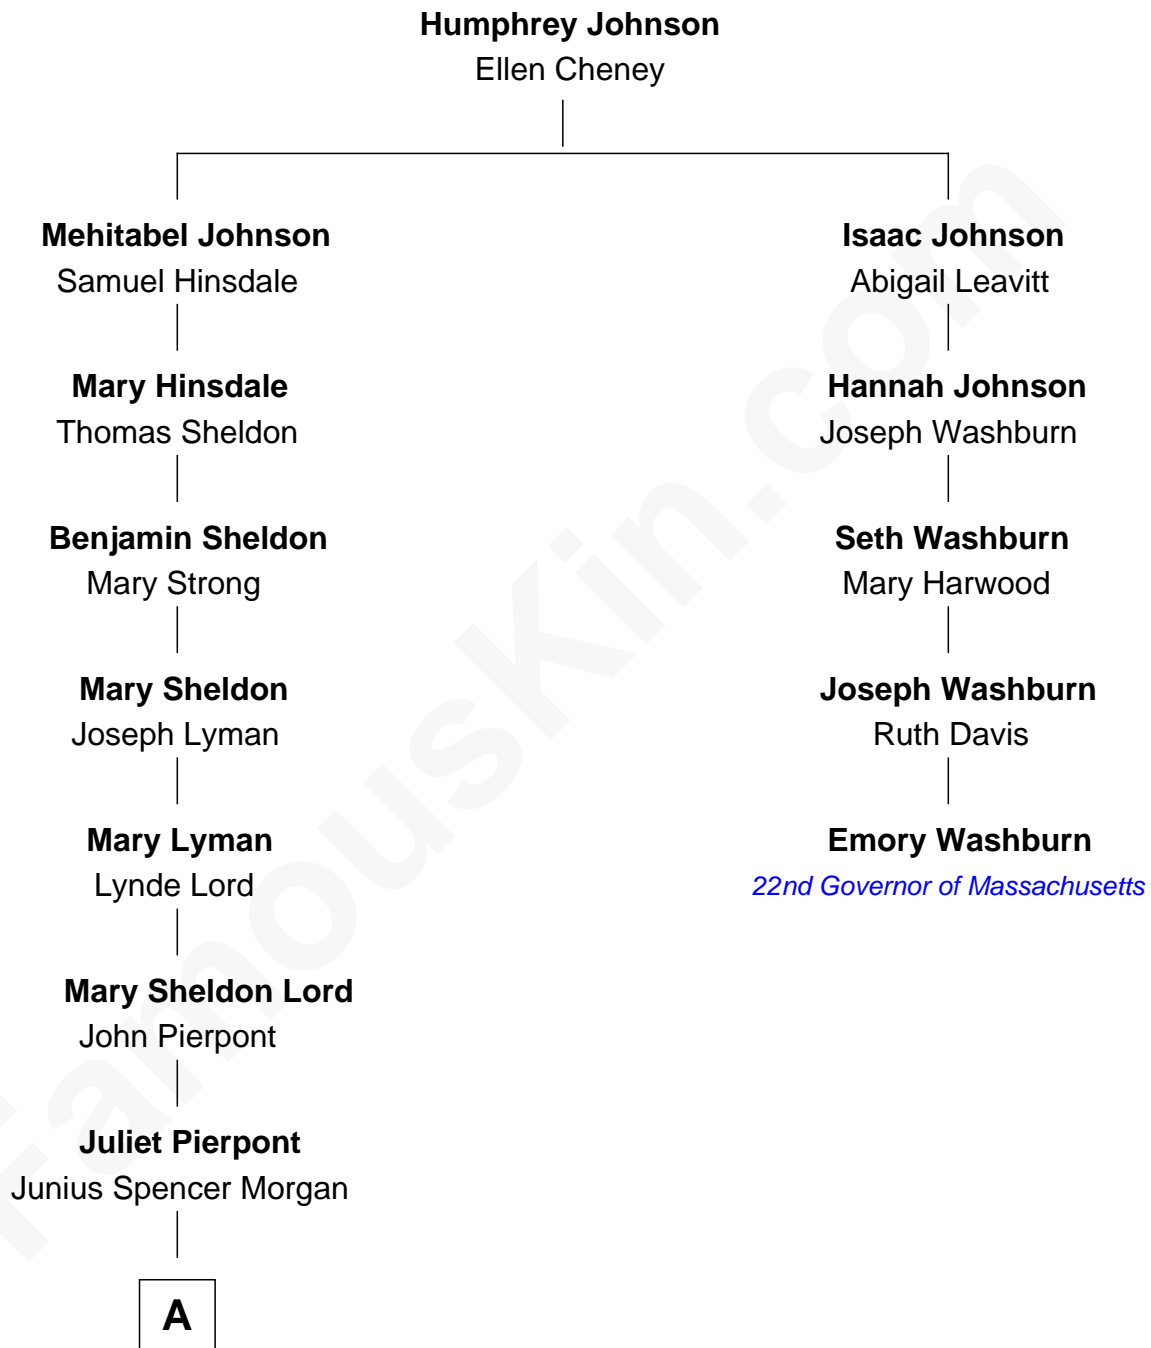 Humphrey Johnson
Ellen Cheney
Mehitabel Johnson
Samuel Hinsdale
Isaac Johnson
Abigail Leavitt
Mary Hinsdale
Thomas Sheldon
Hannah Johnson
Joseph Washburn
Benjamin Sheldon
Mary Strong
Seth Washburn
Mary Harwood
Mary Sheldon
Joseph Lyman
Joseph Washburn
Ruth Davis
Mary Lyman
Lynde Lord
Emory Washburn
22nd Governor of Massachusetts
Mary Sheldon Lord
John Pierpont
Juliet Pierpont
Junius Spencer Morgan
A
FamousKin.com